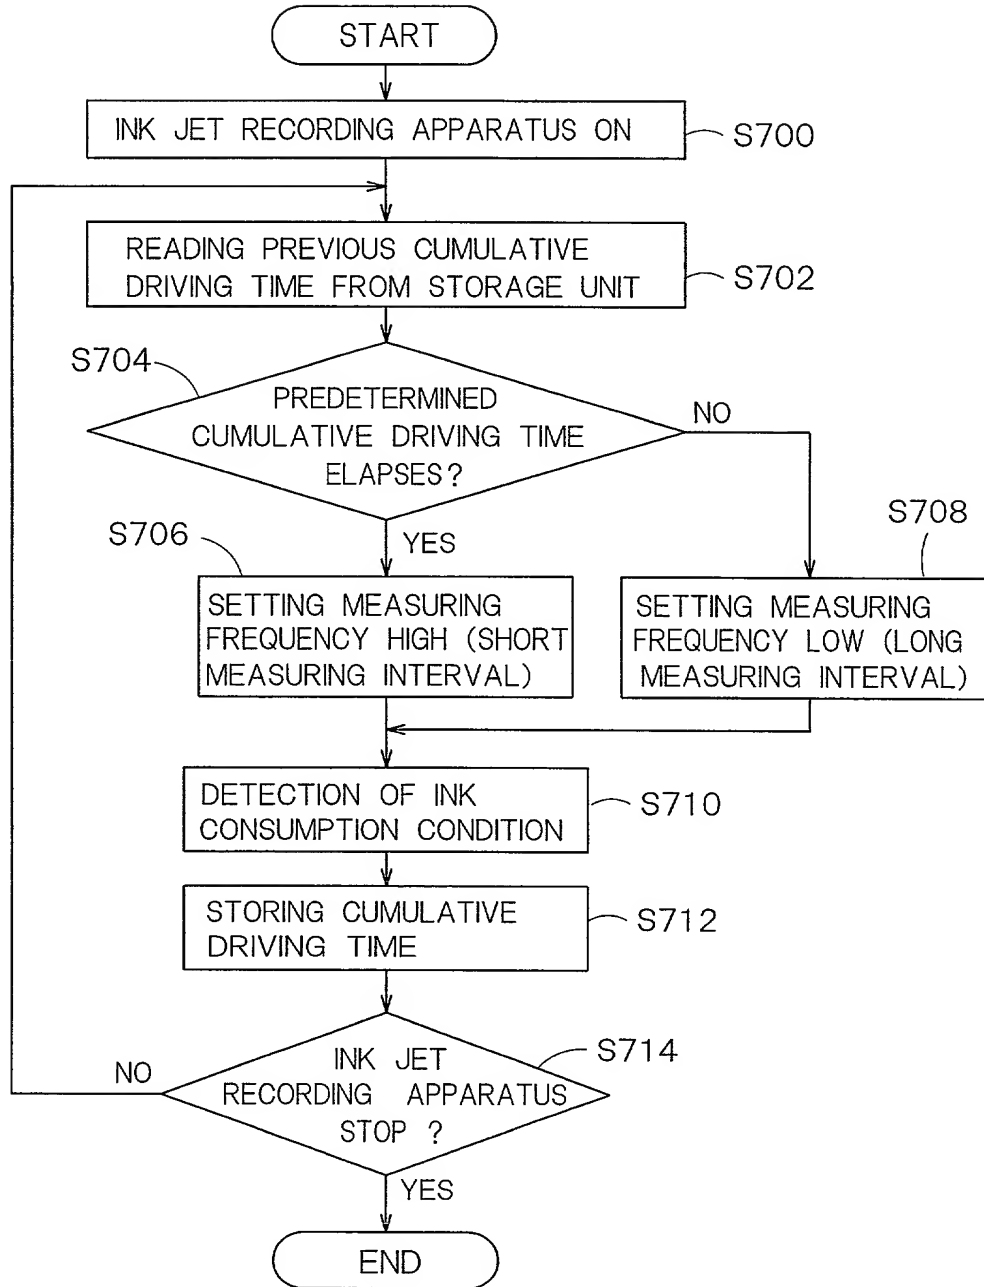 START
INK JET RECORDING APPARATUS ON
S700
READING PREVIOUS CUMULATIVE
DRIVING TIME FROM STORAGE UNIT
S702
S704
PREDETERMINED
CUMULATIVE DRIVING TIME
ELAPSES?
NO
YES
S706
SETTING MEASURING
FREQUENCY HIGH (SHORT
MEASURING INTERVAL)
S708
SETTING MEASURING
FREQUENCY LOW (LONG
MEASURING INTERVAL)
DETECTION OF INK
CONSUMPTION CONDITION
S710
STORING CUMULATIVE
DRIVING TIME
S712
INK JET
RECORDING APPARATUS
STOP ?
S714
NO
YES
END